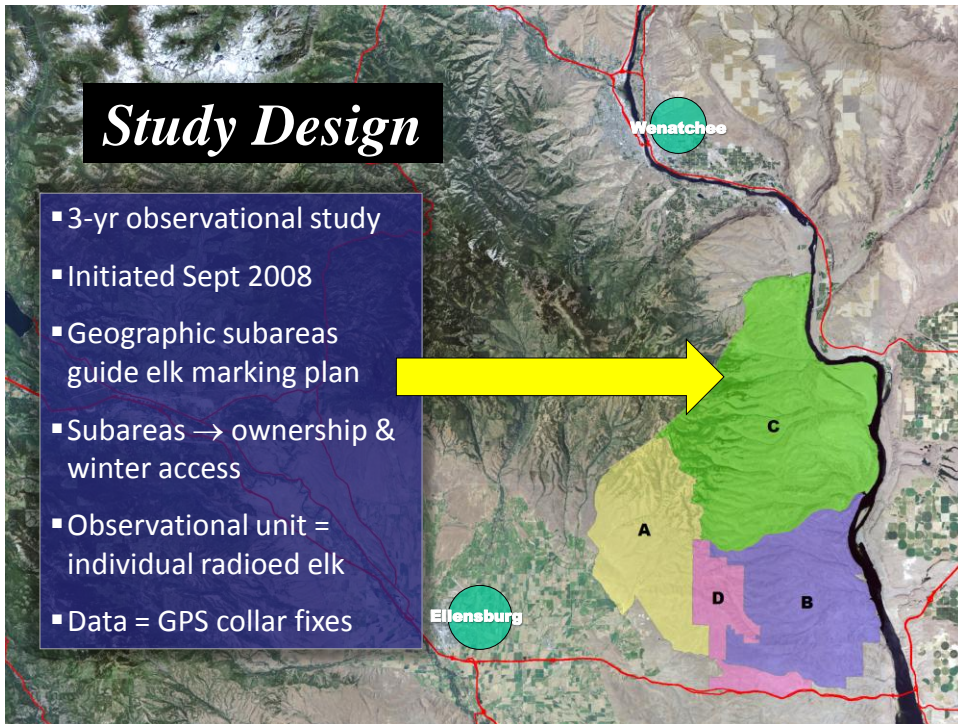 Study Design
Wenatchee
▪3-yr observational study
▪Initiated Sept 2008
▪Geographic subareas
guide elk marking plan
▪Subareas → ownership &
winter access
▪Observational unit =
individual radioed elk
▪Data = GPS collar fixes
C
A
D
B
Ellensburg